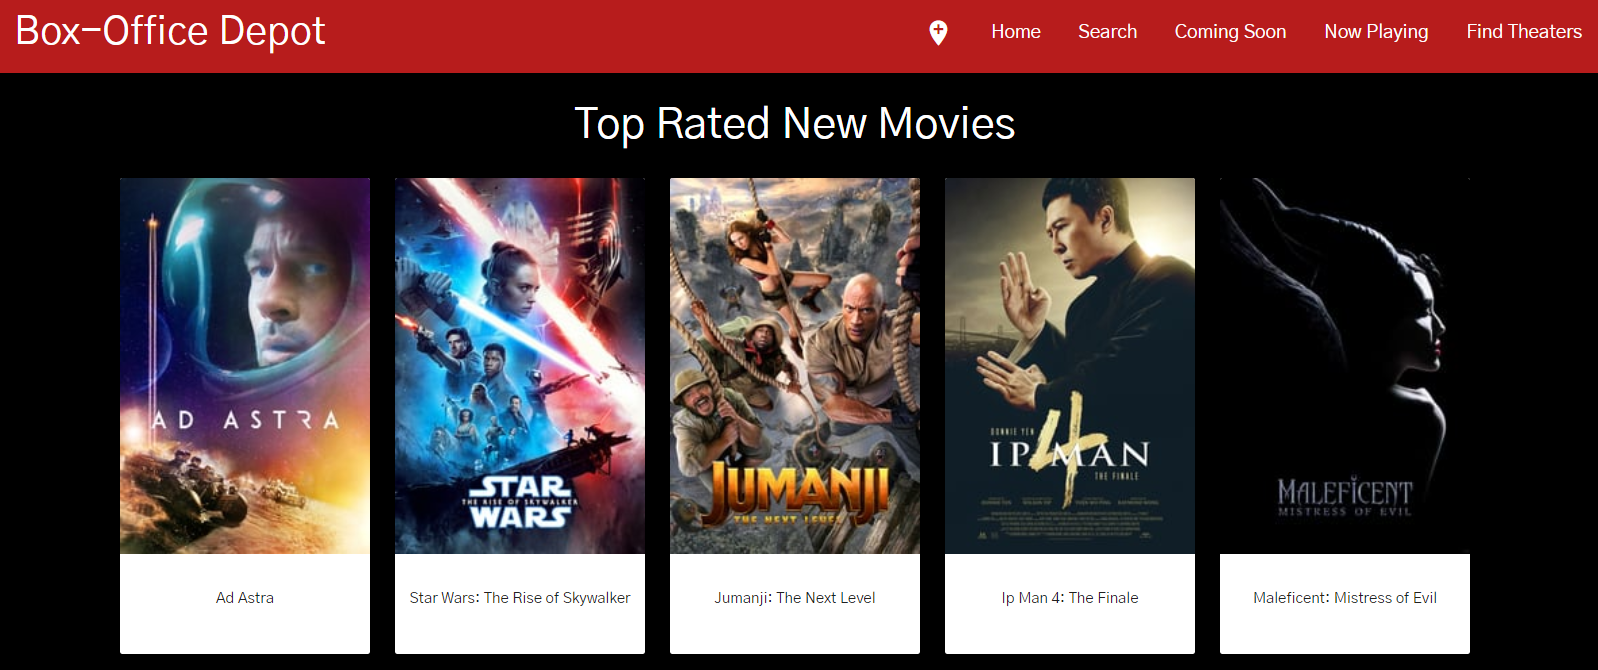 Box-Office Depot
Home
Search
Coming Soon
Now Playing
Find Theaters
Top Rated New Movies
AD ASTRA
STAR
THE RISE OF SKYWALKER
WARS
JUMANJI
THE NEXT LEVEL
DONNIE YEN
IP MAN 4
THE FINALE
MALEFICENT
MISTRESS OF EVIL
Ad Astra
Star Wars: The Rise of Skywalker
Jumanji: The Next Level
Ip Man 4: The Finale
Maleficent: Mistress of Evil